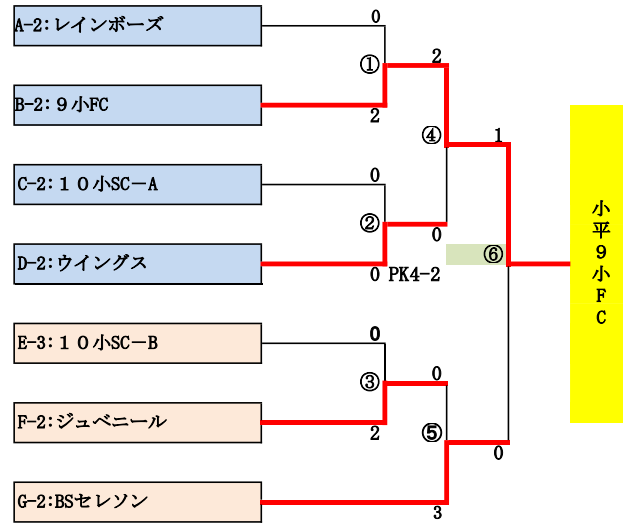 A-2:レインボーズ
0
①
2
B-2:９小FC
2
④
1
C-2:１０小SC－A
0
②
0
D-2:ウイングス
0 PK4-2
⑥
小平９小FC
E-3:１０小SC－B
0
③
0
F-2:ジュベニール
2
⑤
0
G-2:BSセレソン
3